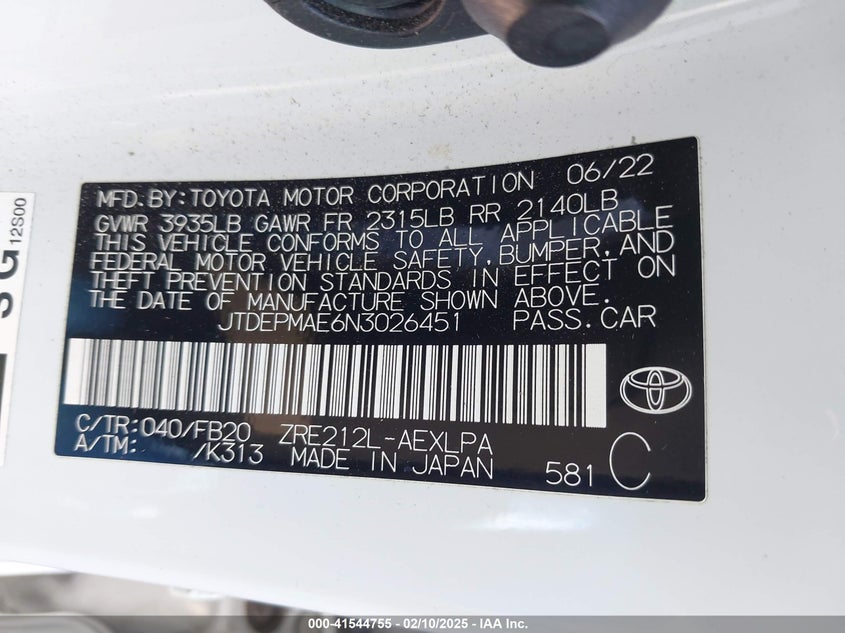 MFD.BY:TOYOTA MOTOR CORPORATION 06/22
GVWR 3935LB GAWR FR 2315LB RR 2140LB
THIS VEHICLE CONFORMS TO ALL APPLICABLE
FEDERAL MOTOR VEHICLE SAFETY,BUMPER,AND
THEFT PREVENTION STANDARDS IN EFFECT ON
THE DATE OF MANUFACTURE SHOWN ABOVE.
JTDEPMAE6N3026451 PASS.CAR
C/TR:040/FB20 ZRE212L-AEXLPA
A/TM: /K313 MADE IN JAPAN 581 C
12S00
000-41544755 - 02/10/2025 - IAA Inc.